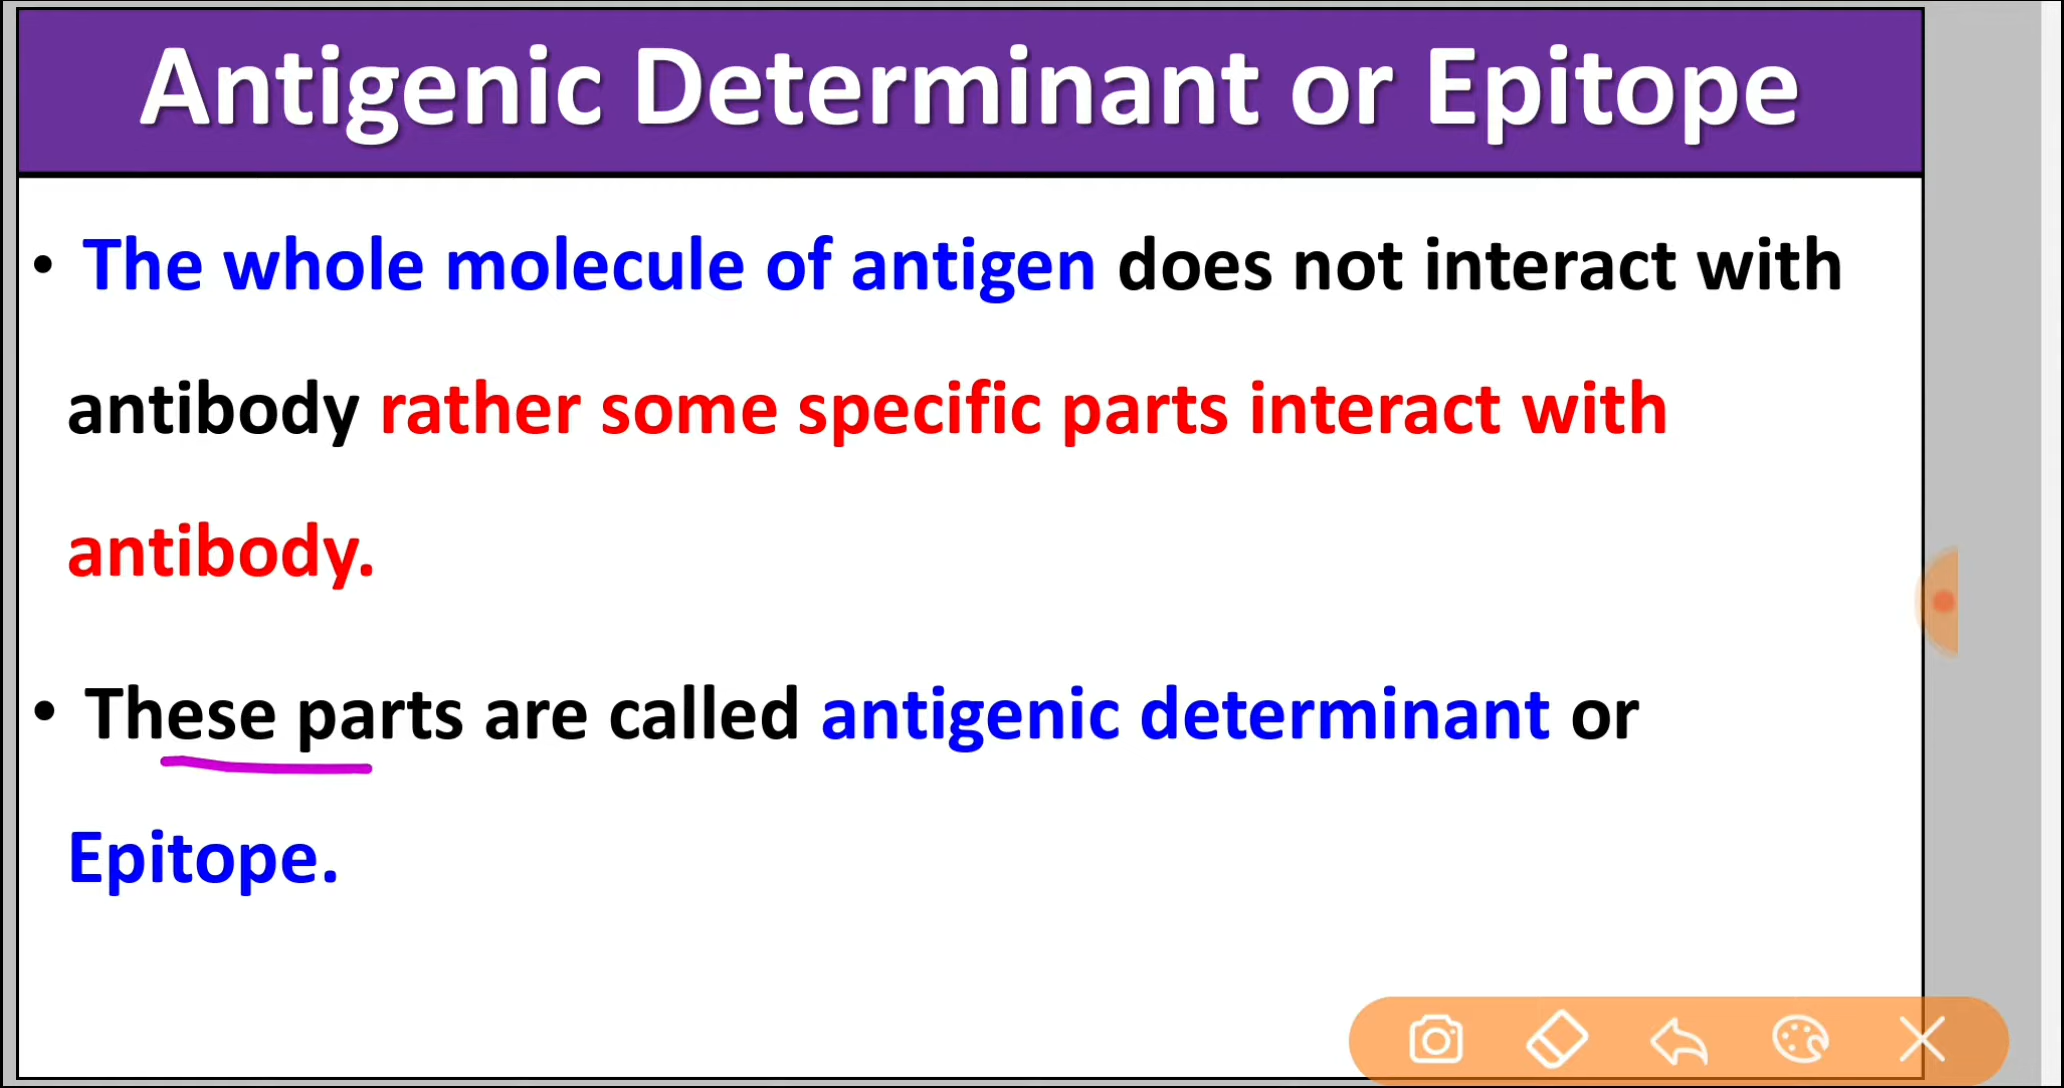 Antigenic Determinant or Epitope
• The whole molecule of antigen does not interact with
antibody rather some specific parts interact with
antibody.
• These parts are called antigenic determinant or
Epitope.